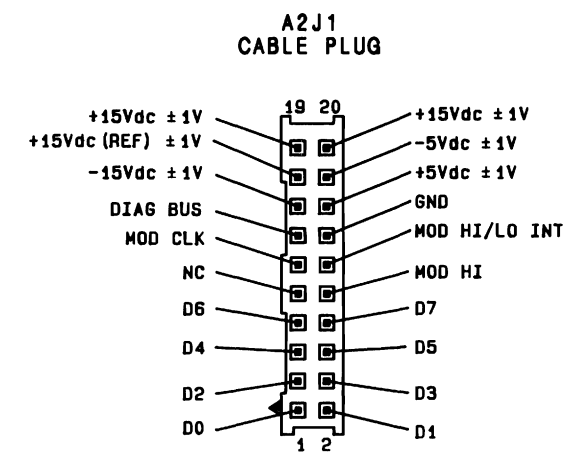 A2J1
CABLE PLUG
19 20
+15Vdc ±1V +15Vdc ±1V
+15Vdc(REF) ±1V -5Vdc ±1V
-15Vdc ±1V +5Vdc ±1V
DIAG BUS GND
MOD CLK MOD HI/LO INT
NC MOD HI
D6 D7
D4 D5
D2 D3
D0 D1
1 2